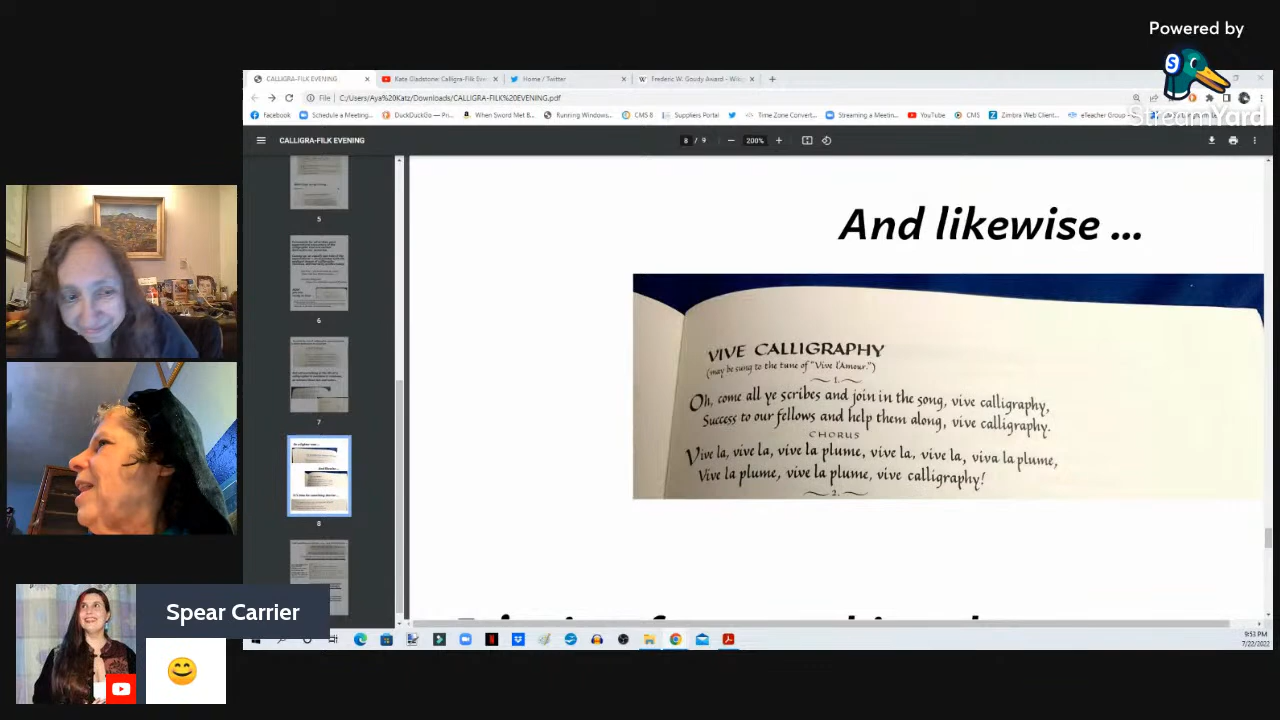 Powered by
S
StreamYard
CALLIGRA-FILK EVENING
Kate Gladstone: Calligra-Filk Eve
Home / Twitter
Frederic W. Goudy Award - Wiki
File
C:/Users/Aya%20Katz/Downloads/CALLIGRA-FILK%20EVENING.pdf
Facebook
Schedule a Meeting...
DuckDuckGo — Pri...
When Sword Met B...
Running Windows...
CMS 8
Suppliers Portal
Time Zone Convert...
Streaming a Meetin...
YouTube
CMS
Zimbra Web Client...
eTeacher Group -
CALLIGRA-FILK EVENING
8 / 9
200%
5
6
7
8
And likewise ...
VIVE CALLIGRAPHY
(may be sung to the tune of "Vive l'Amour.")
1.
Oh, come all ye scribes and join in the song, vive calligraphy,
Success to our fellows and help them along, vive calligraphy.
CHORUS
Vive la, vive la, vive la plume, vive la, vive la, viva la plume,
Vive la plume, vive la plume, vive calligraphy!
2.
Spear Carrier
9:53 PM
7/22/2022